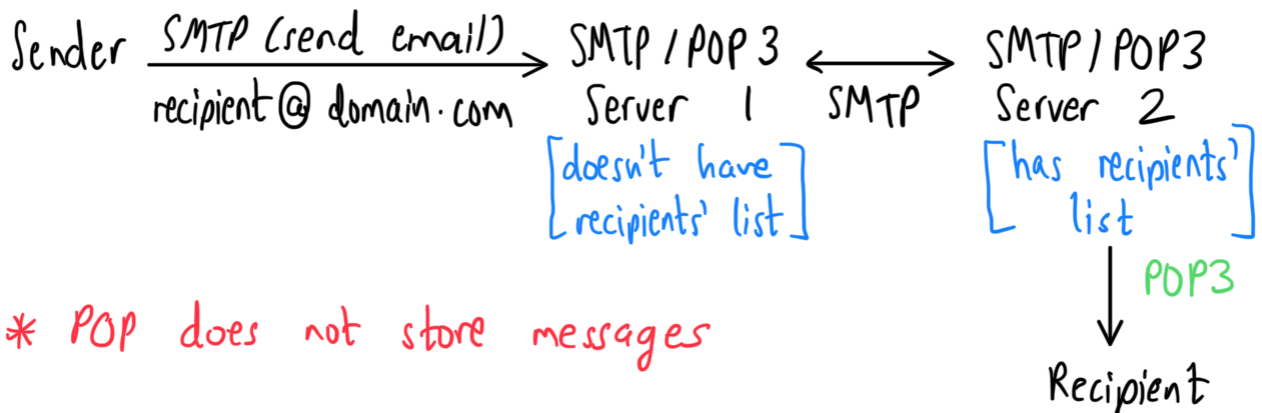 Sender SMTP (send email) SMTP / POP 3 SMTP / POP3
recipient@domain.com Server 1 SMTP Server 2
[doesn't have recipients' list] [has recipients' list]
POP3
* POP does not store messages
Recipient